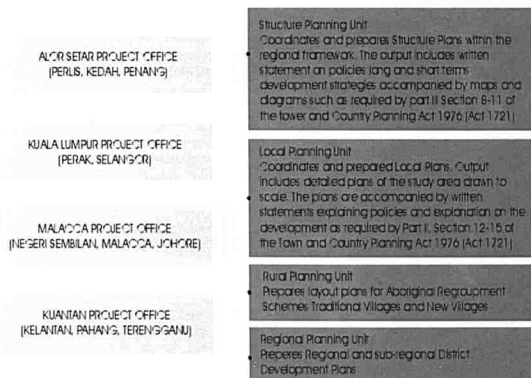 ALOR SETAR PROJECT OFFICE
(PERLIS, KEDAH, PENANG)
KUALA LUMPUR PROJECT OFFICE
(PERAK, SELANGOR)
MALACCA PROJECT OFFICE
(NEGERI SEMBILAN, MALACCA, JOHORE)
KUANTAN PROJECT OFFICE
(KELANTAN, PAHANG, TERENGGANU)
Structure Planning Unit
Coordinates and prepares Structure Plans within the
regional framework. The output includes written
statement on policies lang and short terms
development strategies accompanied by maps and
diagrams such as required by part II Section 8-11 of
the tower and Country Planning Act 1976 (Act 1721)
Local Planning Unit
Coordinates and prepared Local Plans. Output
includes detailed plans of the study area drawn to
scale. The plans are accompanied by written
statements explaining policies and explanation on the
development as required by Part II, Section 12-15 of
the Town and Country Planning Act 1976 (Act 1721)
Rural Planning Unit
Prepares layout plans for Aboriginal Regroupment
Schemes Traditional Villages and New Villages
Regional Planning Unit
Preperes Regional and sub-regional District
Development Plans